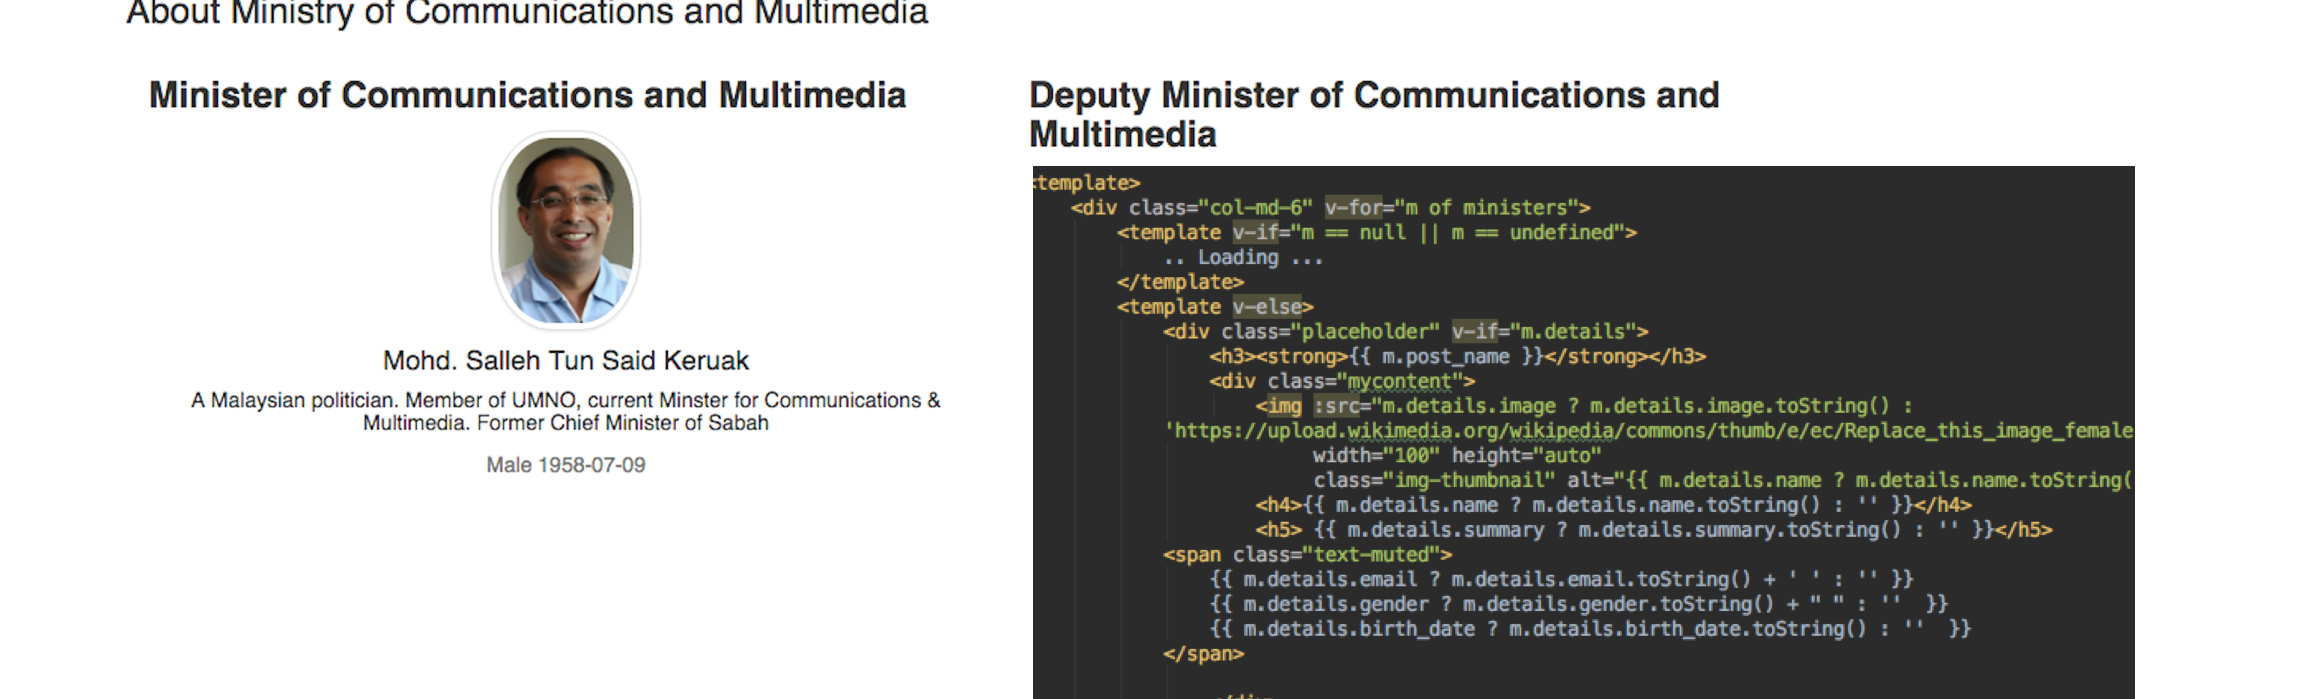 About Ministry of Communications and Multimedia
Minister of Communications and Multimedia
Mohd. Salleh Tun Said Keruak
A Malaysian politician. Member of UMNO, current Minster for Communications &
Multimedia. Former Chief Minister of Sabah
Male 1958-07-09
Deputy Minister of Communications and
Multimedia
<template>
<div class="col-md-6" v-for="m of ministers">
<template v-if="m == null || m == undefined">
.. Loading ...
</template>
<template v-else>
<div class="placeholder" v-if="m.details">
<h3><strong>{{ m.post_name }}</strong></h3>
<div class="mycontent">
<img :src="m.details.image ? m.details.image.toString() :
'https://upload.wikimedia.org/wikipedia/commons/thumb/e/ec/Replace_this_image_female
width="100" height="auto"
class="img-thumbnail" alt="{{ m.details.name ? m.details.name.toString(
<h4>{{ m.details.name ? m.details.name.toString() : '' }}</h4>
<h5> {{ m.details.summary ? m.details.summary.toString() : '' }}</h5>
<span class="text-muted">
{{ m.details.email ? m.details.email.toString() + ' ' : '' }}
{{ m.details.gender ? m.details.gender.toString() + " " : ''  }}
{{ m.details.birth_date ? m.details.birth_date.toString() : ''  }}
</span>